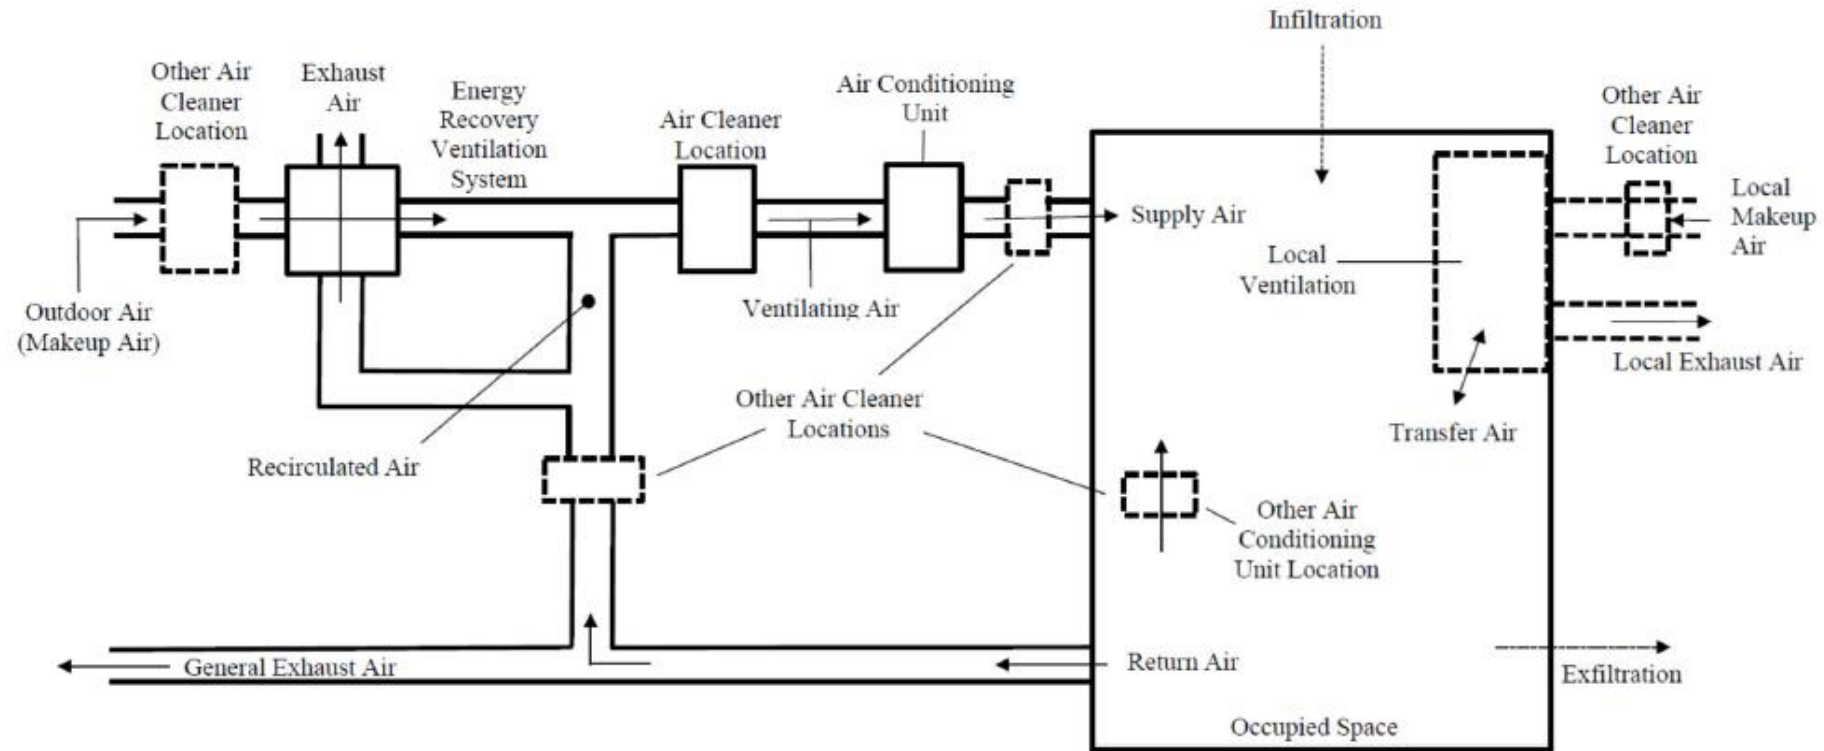 Infiltration
Other Air
Cleaner
Location
Exhaust
Air
Energy
Recovery
Ventilation
System
Air Cleaner
Location
Air Conditioning
Unit
Other Air
Cleaner
Location
Local
Makeup
Air
Supply Air
Local
Ventilation
Outdoor Air
(Makeup Air)
Ventilating Air
Local Exhaust Air
Other Air Cleaner
Locations
Transfer Air
Recirculated Air
Other Air
Conditioning
Unit Location
General Exhaust Air
Return Air
Exfiltration
Occupied Space